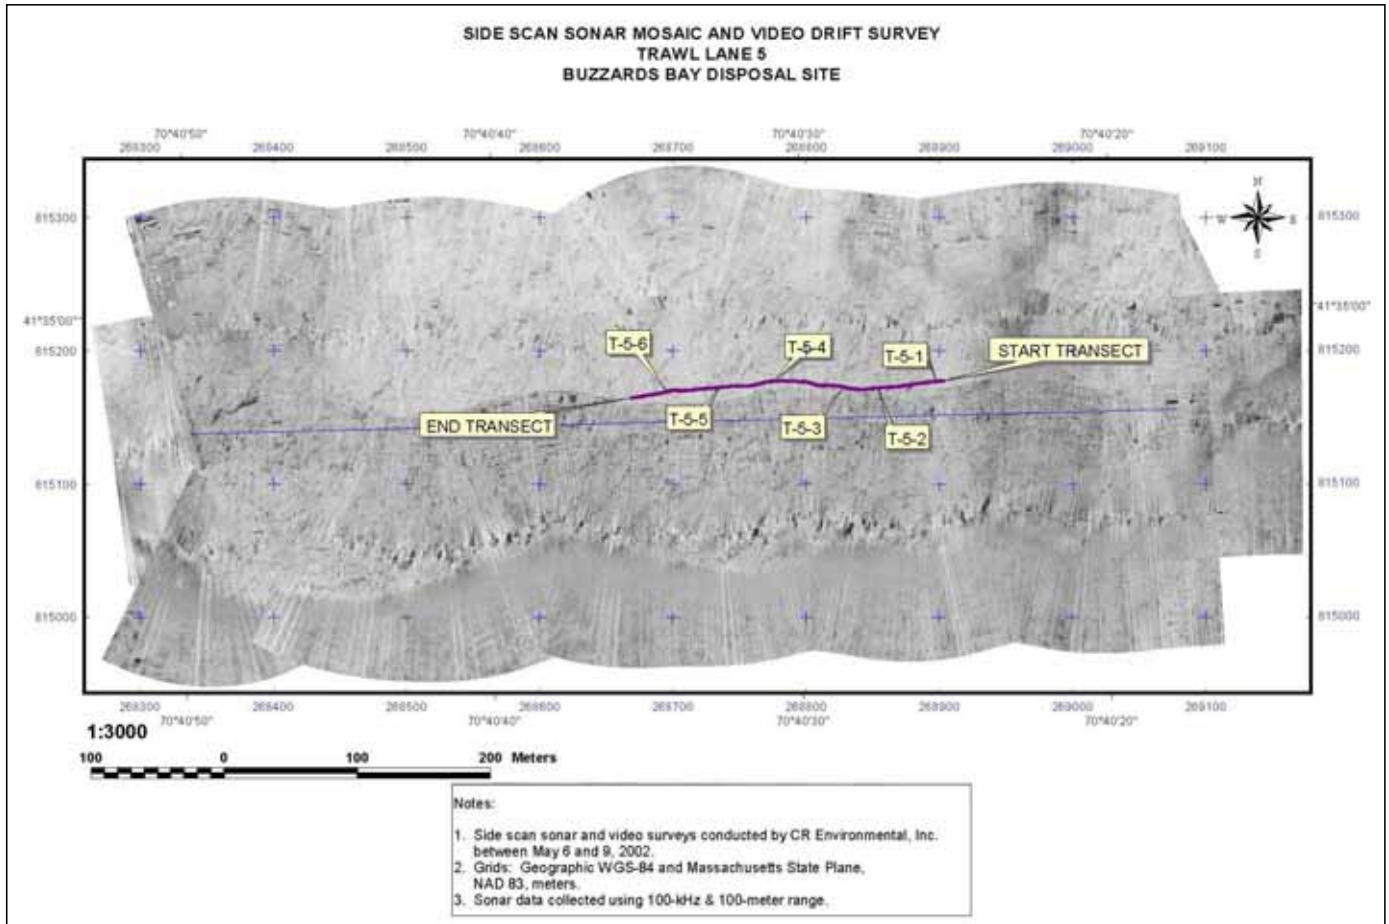 SIDE SCAN SONAR MOSAIC AND VIDEO DRIFT SURVEY
TRAWL LANE 5
BUZZARDS BAY DISPOSAL SITE
70°40'50" 70°40'40" 70°40'30" 70°40'20"
268300 268400 268500 268600 268700 268800 268900 269000 269100
N
815300 W E 815300
S
41°35'00" 41°35'00"
815200 T-5-6 T-5-4 T-5-1 START TRANSECT 815200
END TRANSECT T-5-5 T-5-3 T-5-2
815100 815100
815000 815000
268300 268400 268500 268600 268700 268800 268900 269000 269100
70°40'50" 70°40'40" 70°40'30" 70°40'20"
1:3000
100 0 100 200 Meters
Notes:
1. Side scan sonar and video surveys conducted by CR Environmental, Inc.
between May 6 and 9, 2002.
2. Grids: Geographic WGS-84 and Massachusetts State Plane,
NAD 83, meters.
3. Sonar data collected using 100-kHz & 100-meter range.